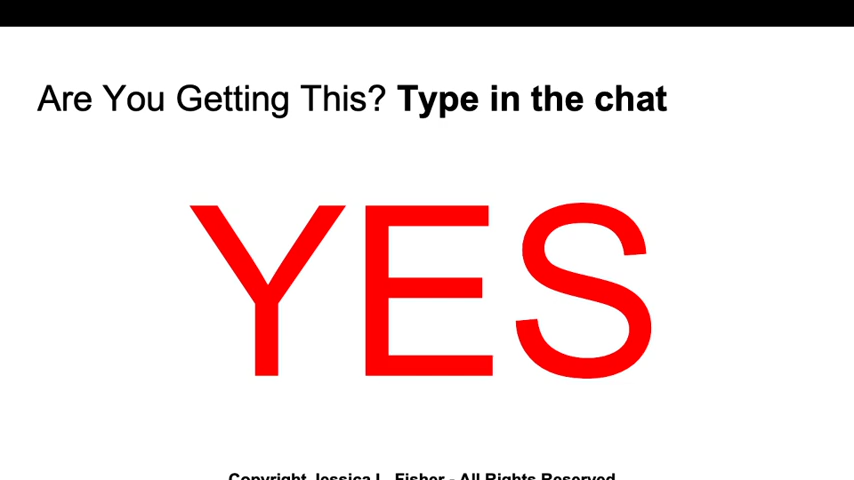 Are You Getting This? Type in the chat
YES
Copyright Jessica L. Fisher - All Rights Reserved